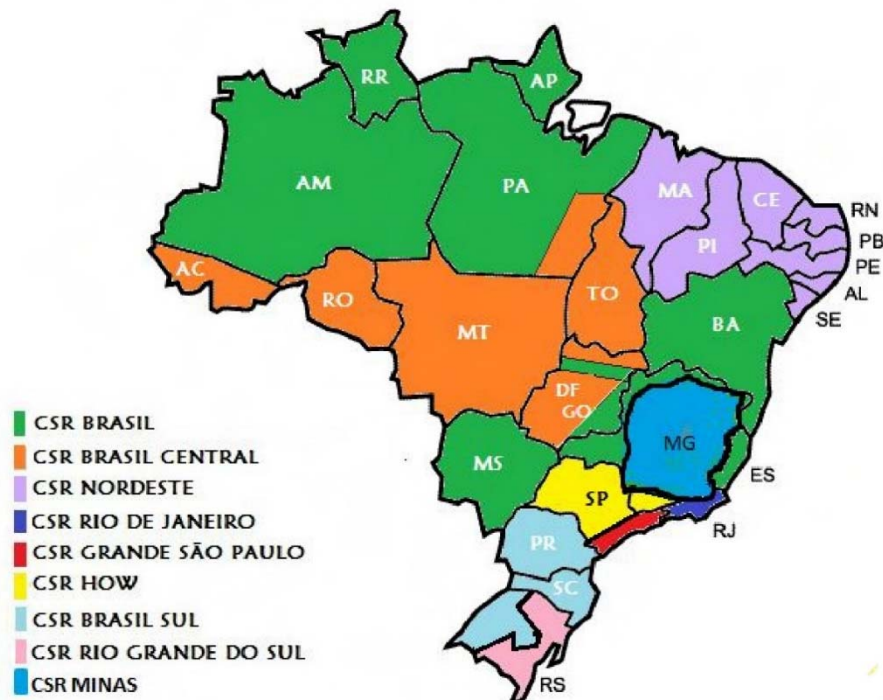 RR
AP
AM
PA
MA
CE
RN
PB
PI
PE
AL
SE
AC
RO
TO
MT
BA
DF
GO
MG
MS
ES
SP
RJ
PR
SC
RS
CSR BRASIL
CSR BRASIL CENTRAL
CSR NORDESTE
CSR RIO DE JANEIRO
CSR GRANDE SÃO PAULO
CSR HOW
CSR BRASIL SUL
CSR RIO GRANDE DO SUL
CSR MINAS